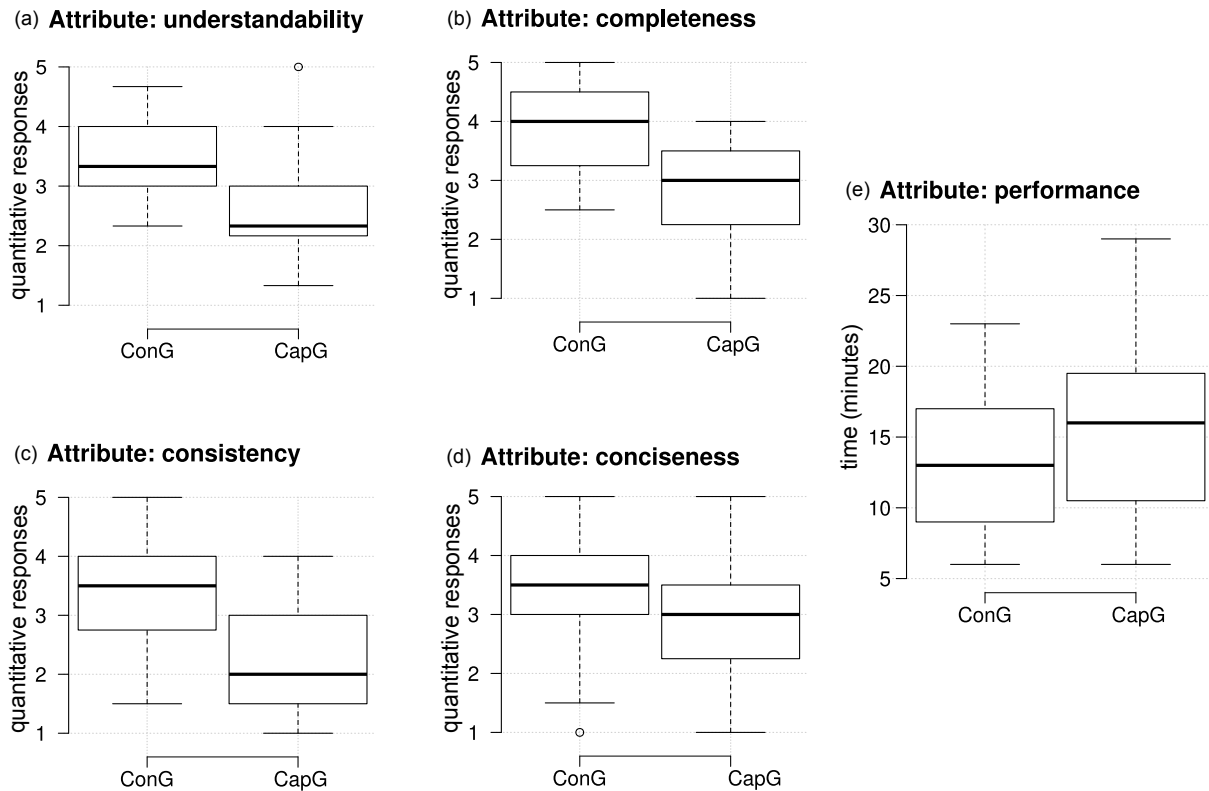 (a) Attribute: understandability
quantitative responses
5
4
3
2
1
ConG CapG
(b) Attribute: completeness
quantitative responses
5
4
3
2
1
ConG CapG
(c) Attribute: consistency
quantitative responses
5
4
3
2
1
ConG CapG
(d) Attribute: conciseness
quantitative responses
5
4
3
2
1
ConG CapG
(e) Attribute: performance
time (minutes)
30
25
20
15
10
5
ConG CapG